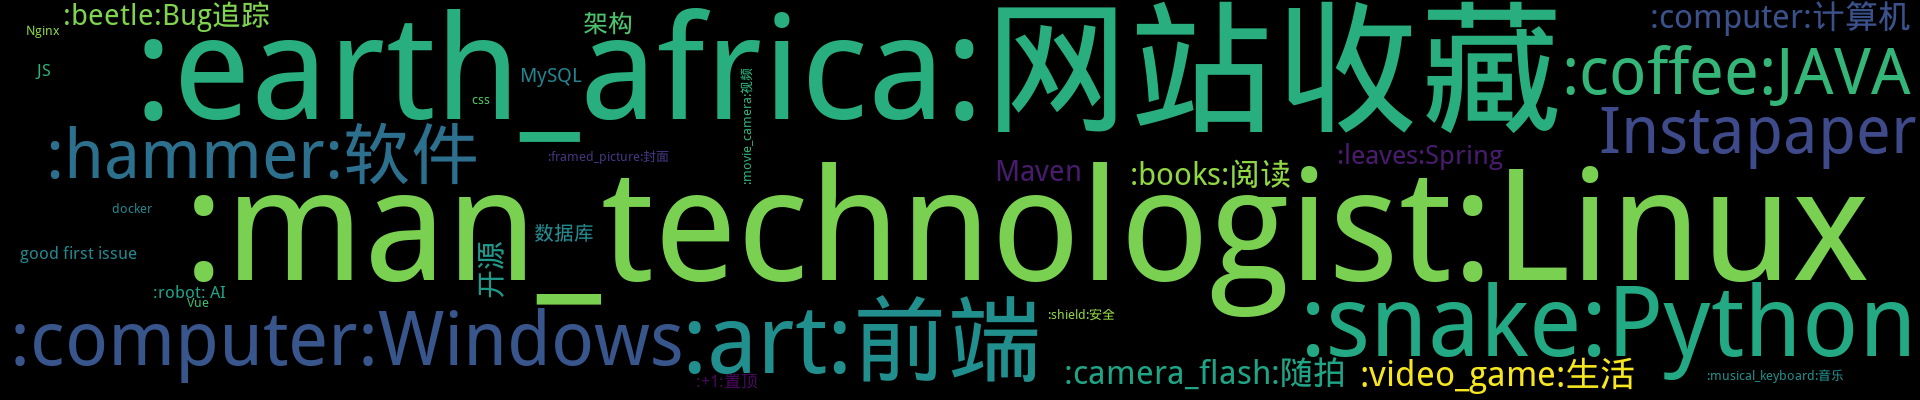 :beetle:Bug追踪
架构
:computer:计算机
Nginx
:earth_africa:网站收藏
JS
MySQL
:coffee:JAVA
css
:movie_camera:视频
Instapaper
:hammer:软件
:framed_picture:封面
:leaves:Spring
Maven
:books:阅读
docker
:man_technologist:Linux
数据库
good first issue
开源
:robot: AI
Vue
:snake:Python
:computer:Windows
:art:前端
:shield:安全
:+1:置顶
:camera_flash:随拍
:video_game:生活
:musical_keyboard:音乐